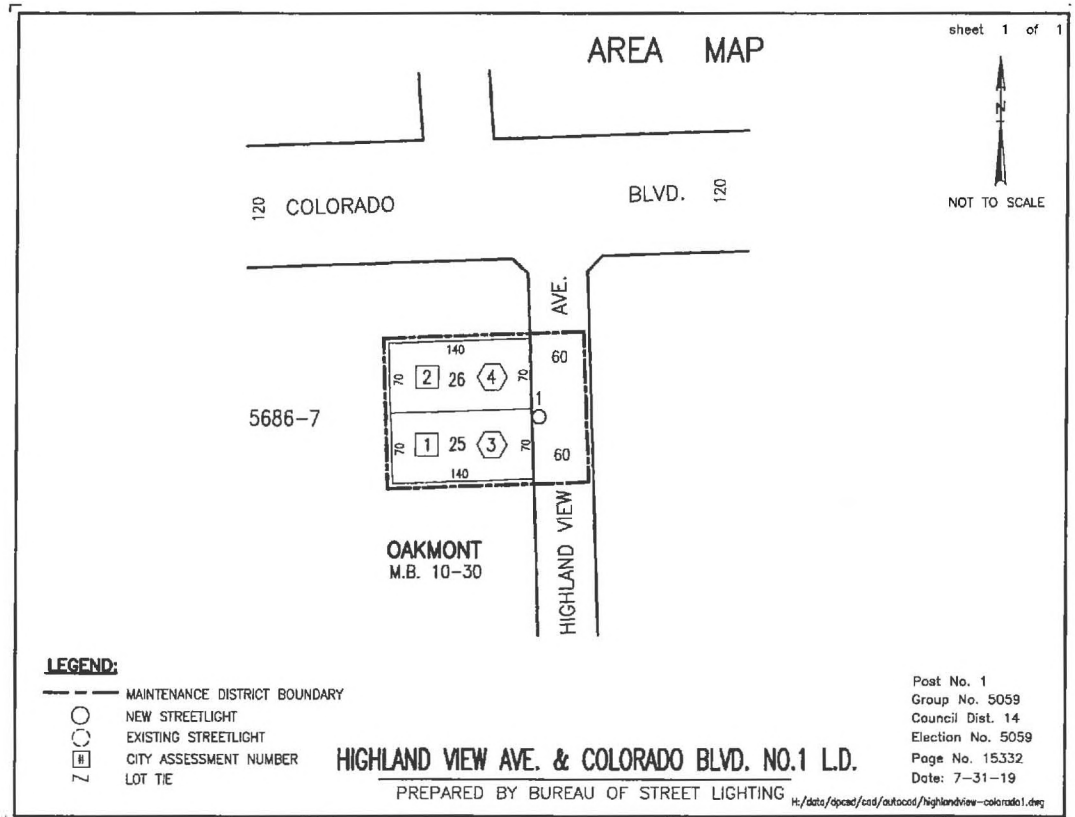 sheet 1 of 1
AREA MAP
N
NOT TO SCALE
120 COLORADO BLVD. 120
AVE.
140
60
70 2 26 4 70
1
5686-7
70 1 25 3 70
60
140
HIGHLAND VIEW
OAKMONT
M.B. 10-30
LEGEND:
MAINTENANCE DISTRICT BOUNDARY
NEW STREETLIGHT
EXISTING STREETLIGHT
# CITY ASSESSMENT NUMBER
Z LOT TIE
HIGHLAND VIEW AVE. & COLORADO BLVD. NO.1 L.D.
PREPARED BY BUREAU OF STREET LIGHTING
Post No. 1
Group No. 5059
Council Dist. 14
Election No. 5059
Page No. 15332
Date: 7-31-19
H:/data/dpcad/cad/autocad/highlandview-colorado1.dwg